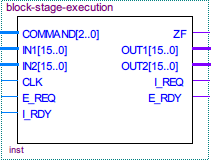 block-stage-execution
COMMAND[2..0] ZF
IN1[15..0] OUT1[15..0]
IN2[15..0] OUT2[15..0]
CLK I_REQ
E_REQ E_RDY
I_RDY
inst